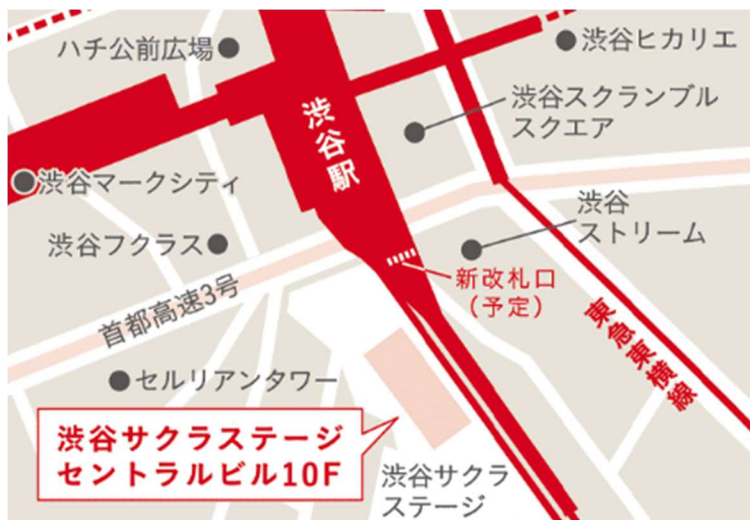 ハチ公前広場
渋谷ヒカリエ
渋谷スクランブル
スクエア
渋谷駅
渋谷マークシティ
渋谷
ストリーム
渋谷フクラス
新改札口
（予定）
首都高速3号
東急東横線
セルリアンタワー
渋谷サクラステージ
セントラルビル10F
渋谷サクラ
ステージ